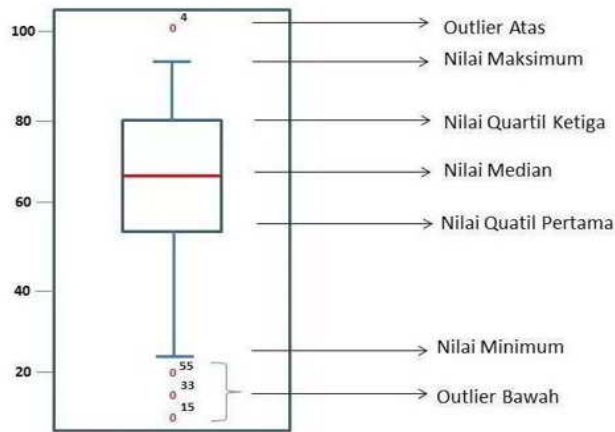 100
80
60
40
20
4
55
33
15
Outlier Atas
Nilai Maksimum
Nilai Quartil Ketiga
Nilai Median
Nilai Quatil Pertama
Nilai Minimum
Outlier Bawah